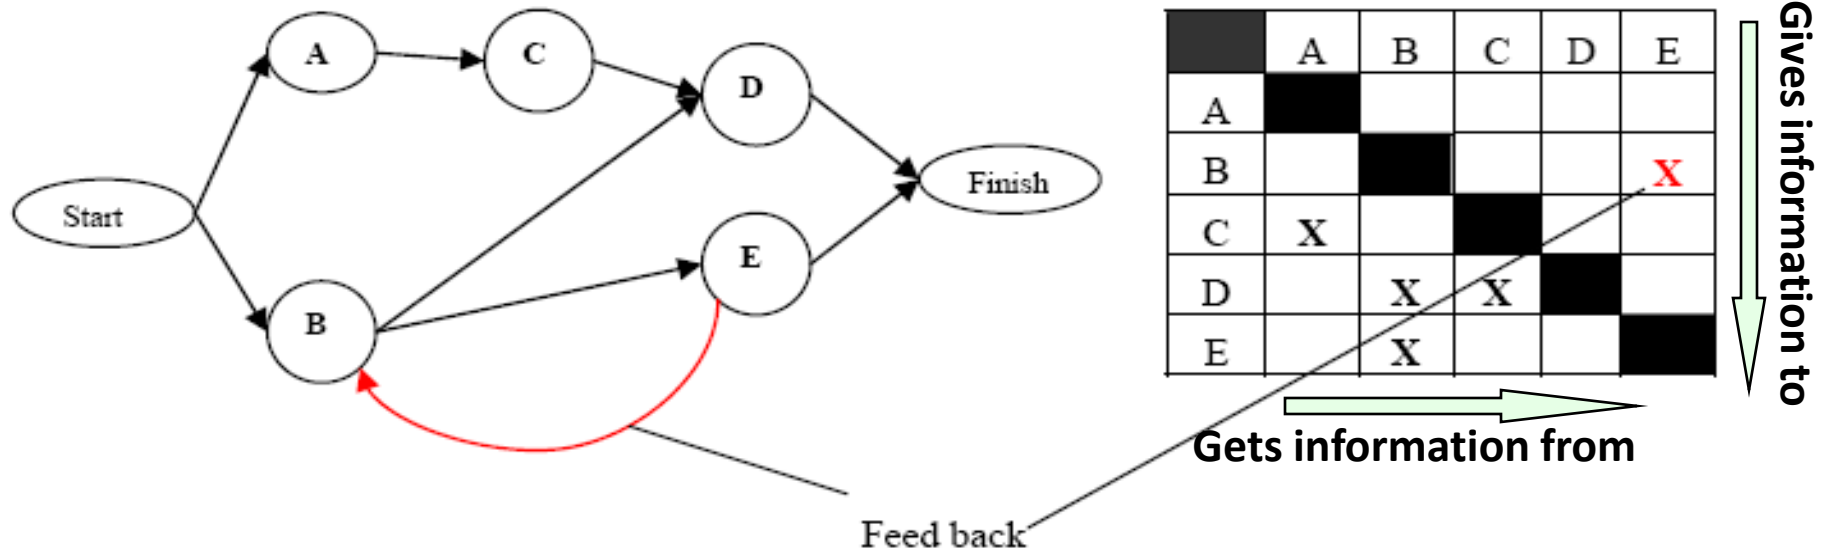 A
C
D
Start
Finish
B
E
Feed back
A B C D E
A
B X
C X
D X X
E X
Gets information from
Gives information to